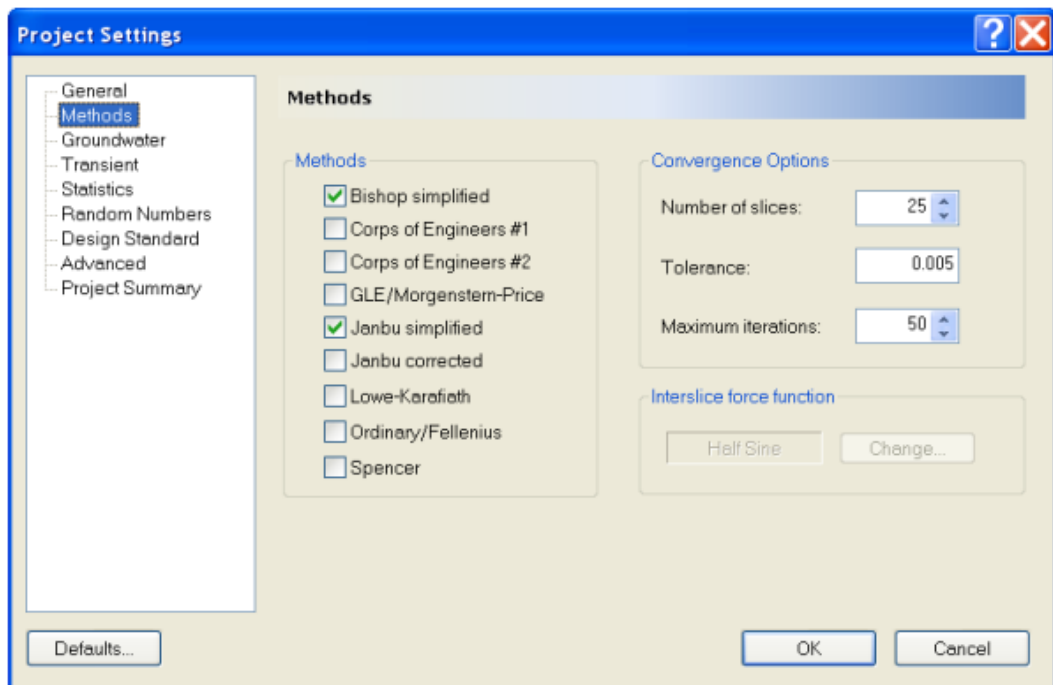 Project Settings
General
Methods
Groundwater
Transient
Statistics
Random Numbers
Design Standard
Advanced
Project Summary
Defaults...
Methods
Methods
Bishop simplified
Corps of Engineers #1
Corps of Engineers #2
GLE/Morgenstern-Price
Janbu simplified
Janbu corrected
Lowe-Karafiath
Ordinary/Fellenius
Spencer
Convergence Options
Number of slices: 25
Tolerance: 0.005
Maximum iterations: 50
Interslice force function
Half Sine Change...
OK Cancel